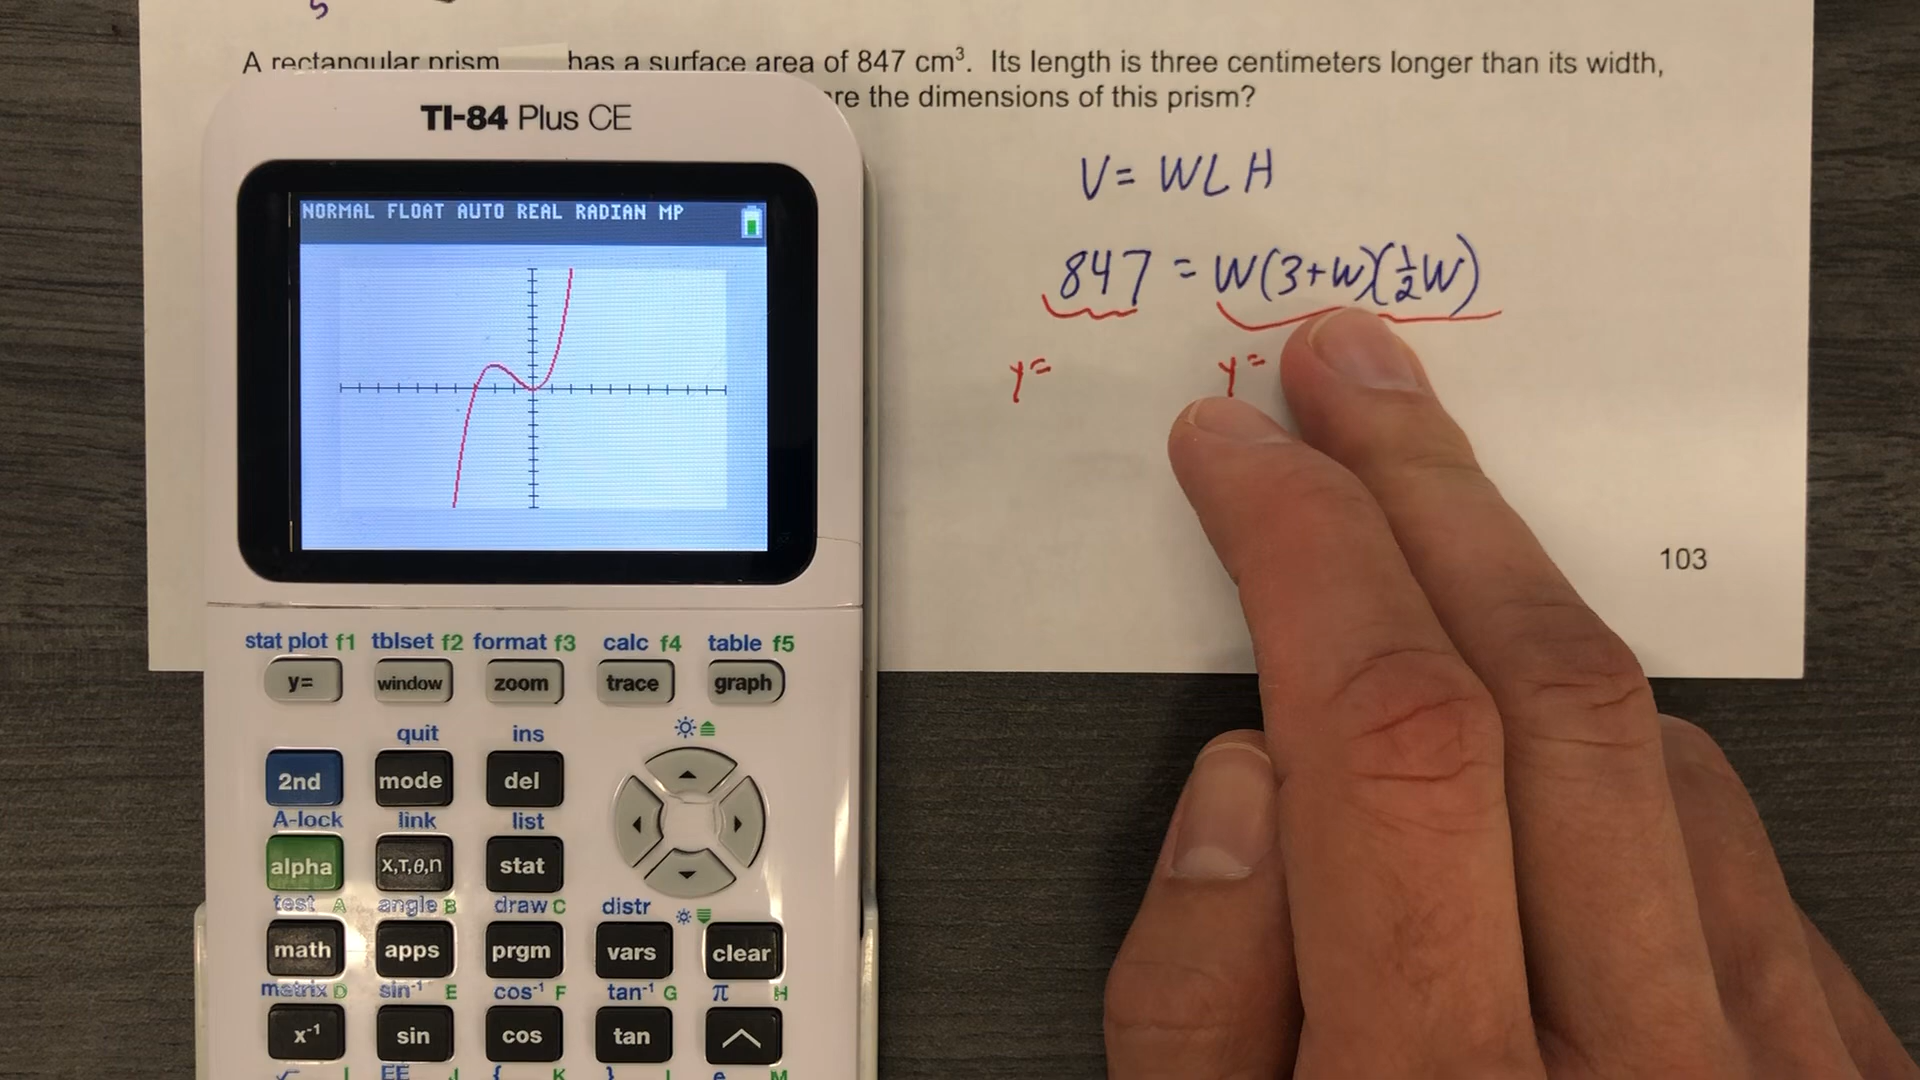 5
A rectangular prism has a surface area of 847 cm³. Its length is three centimeters longer than its width,
re the dimensions of this prism?
V = WLH
847 = W(3+W)(½W)
y=
y=
103
TI-84 Plus CE
NORMAL FLOAT AUTO REAL RADIAN MP
stat plot f1 tblset f2 format f3 calc f4 table f5
y= window zoom trace graph
quit ins
2nd mode del
A-lock link list
alpha X,T,θ,n stat
test A angle B draw C distr
math apps prgm vars clear
matrix D sin⁻¹ E cos⁻¹ F tan⁻¹ G π H
x⁻¹ sin cos tan ^
√ I EE J { K } L e M